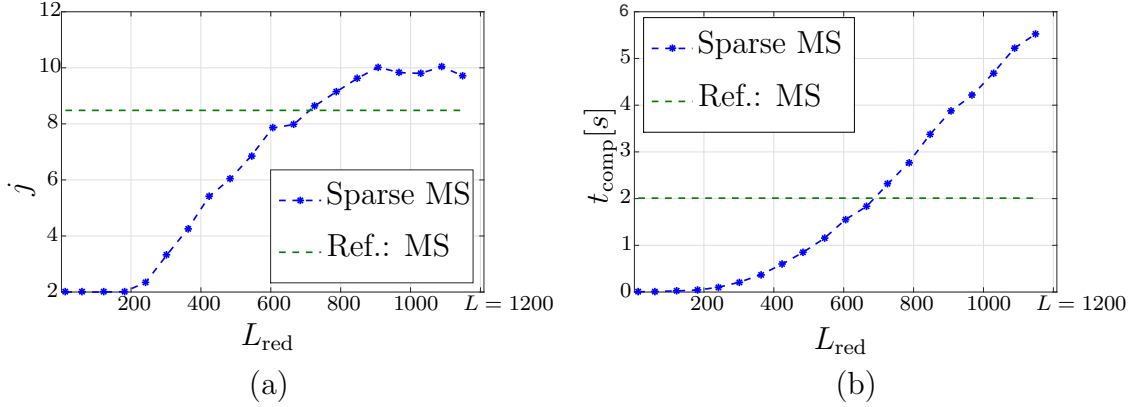 12
10
8
6
4
2
j
Sparse MS
Ref.: MS
200 400 600 800 1000 L = 1200
L_red
(a)
6
5
4
3
2
1
0
t_comp[s]
Sparse MS
Ref.: MS
200 400 600 800 1000 L = 1200
L_red
(b)